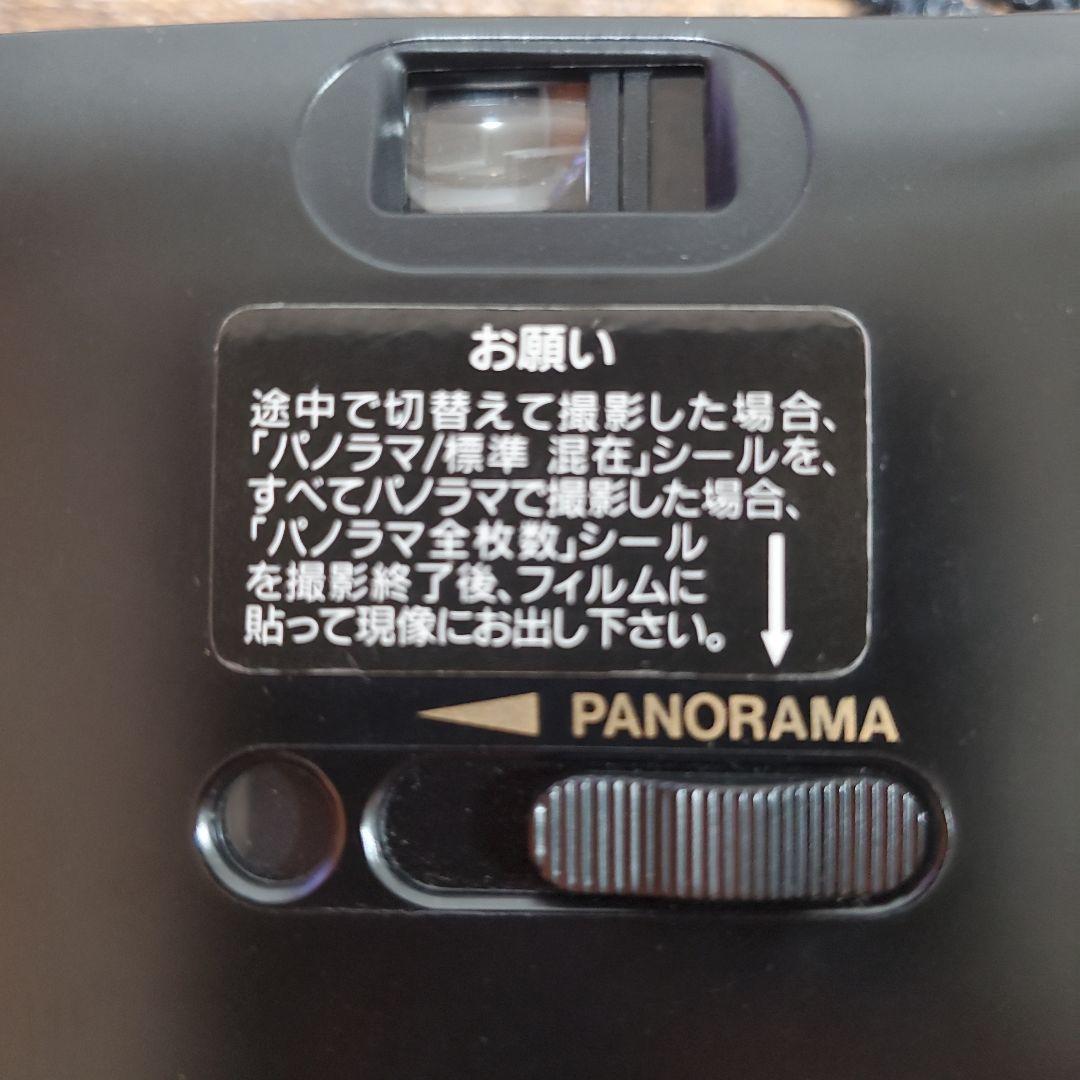 お願い
途中で切替えて撮影した場合、
「パノラマ/標準 混在」シールを、
すべてパノラマで撮影した場合、
「パノラマ全枚数」シール
を撮影終了後、フィルムに
貼って現像にお出し下さい。
PANORAMA